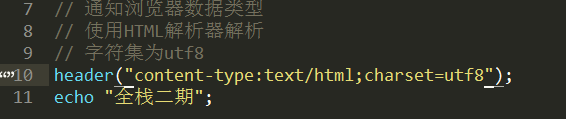 7 // 通知浏览器数据类型
8 // 使用HTML解析器解析
9 // 字符集为utf8
10 header("content-type:text/html;charset=utf8");
11 echo "全栈二期";